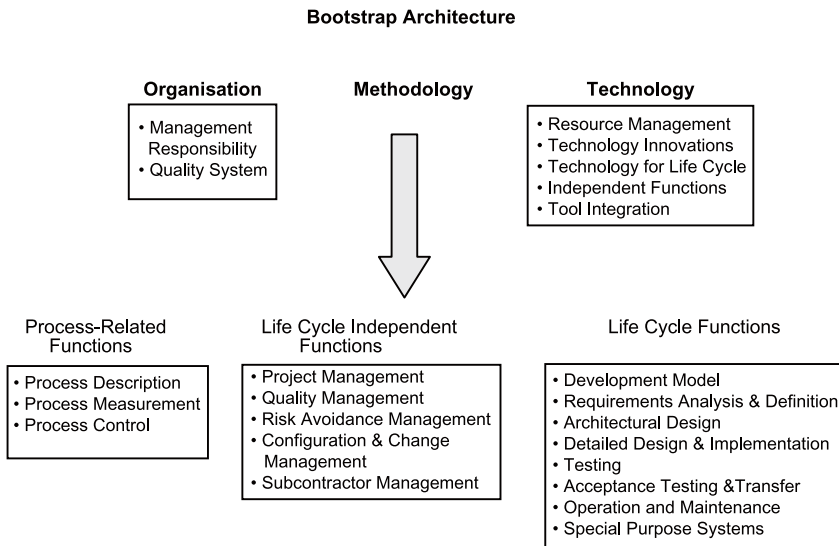 Bootstrap Architecture
Organisation
• Management
Responsibility
• Quality System
Methodology
Technology
• Resource Management
• Technology Innovations
• Technology for Life Cycle
• Independent Functions
• Tool Integration
Process-Related
Functions
• Process Description
• Process Measurement
• Process Control
Life Cycle Independent
Functions
• Project Management
• Quality Management
• Risk Avoidance Management
• Configuration & Change
Management
• Subcontractor Management
Life Cycle Functions
• Development Model
• Requirements Analysis & Definition
• Architectural Design
• Detailed Design & Implementation
• Testing
• Acceptance Testing &Transfer
• Operation and Maintenance
• Special Purpose Systems